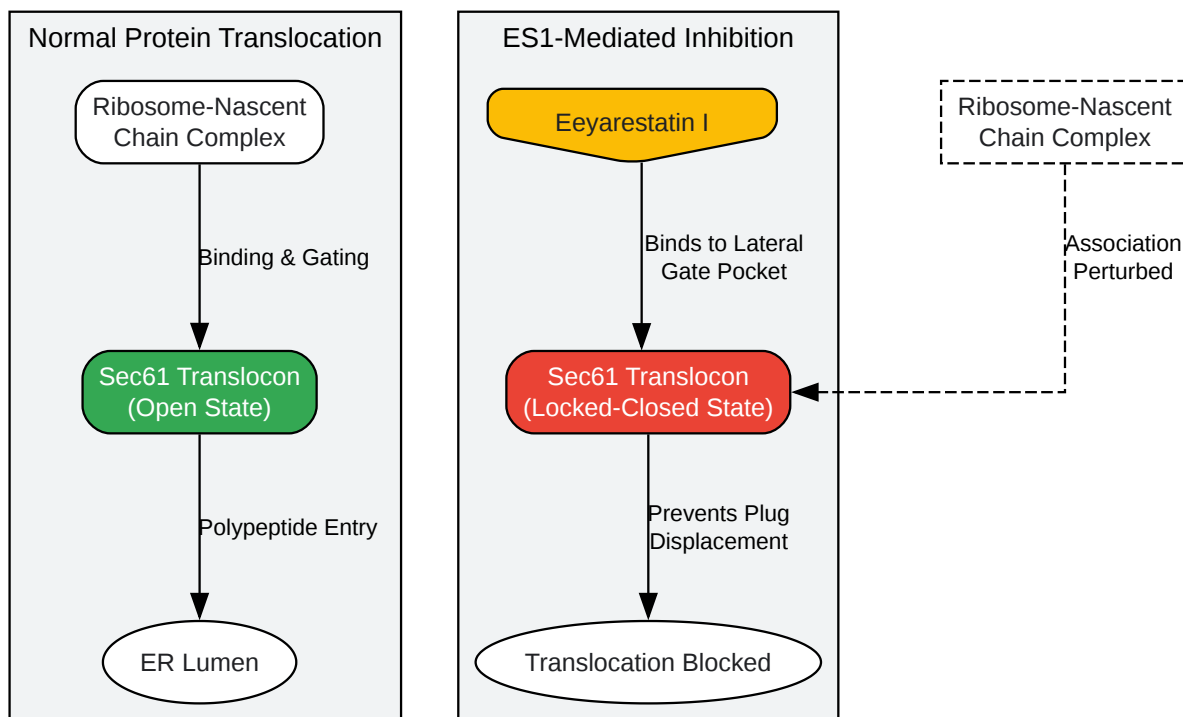 Normal Protein Translocation
Ribosome-Nascent
Chain Complex
Binding & Gating
Sec61 Translocon
(Open State)
Polypeptide Entry
ER Lumen
ES1-Mediated Inhibition
Eeyarestatin I
Binds to Lateral
Gate Pocket
Sec61 Translocon
(Locked-Closed State)
Prevents Plug
Displacement
Translocation Blocked
Ribosome-Nascent
Chain Complex
Association
Perturbed